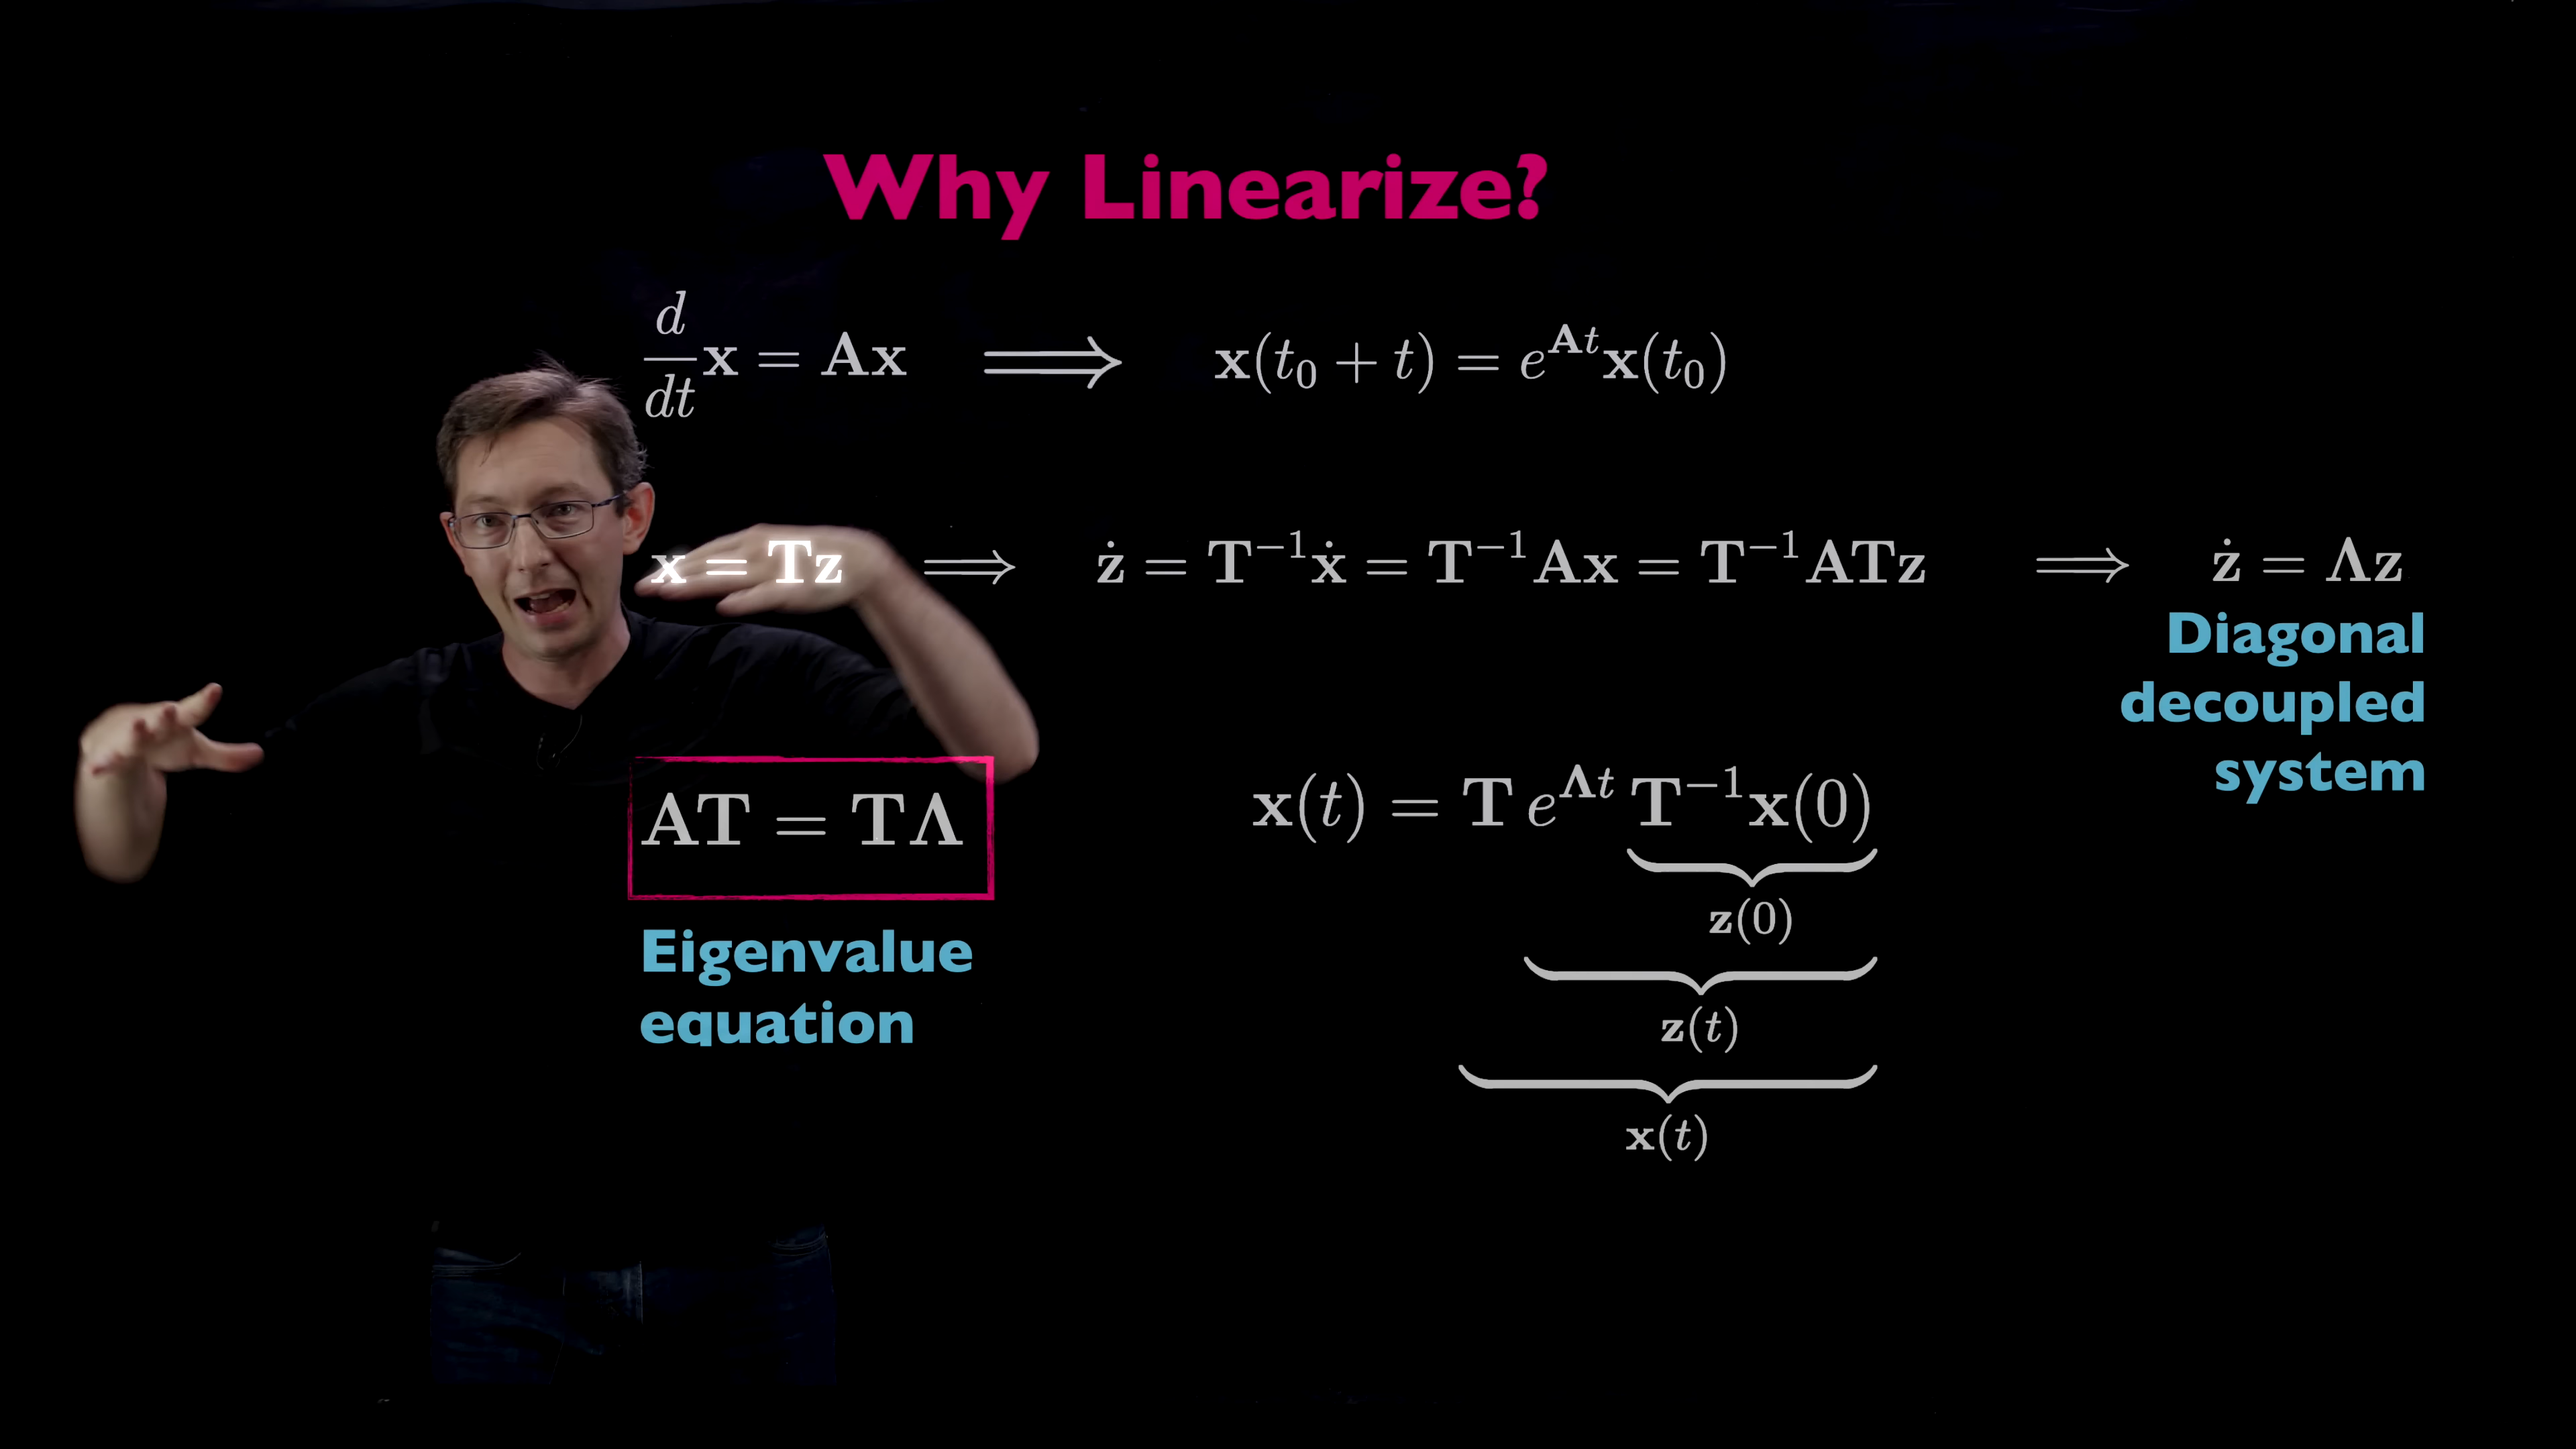 Why Linearize?
d/dt x = Ax ⟹ x(t₀ + t) = e^{At}x(t₀)
x = Tz ⟹ ż = T⁻¹ẋ = T⁻¹Ax = T⁻¹ATz ⟹ ż = Λz
Diagonal
decoupled
system
AT = TΛ
Eigenvalue
equation
x(t) = T e^{Λt} T⁻¹x(0)
z(0)
z(t)
x(t)